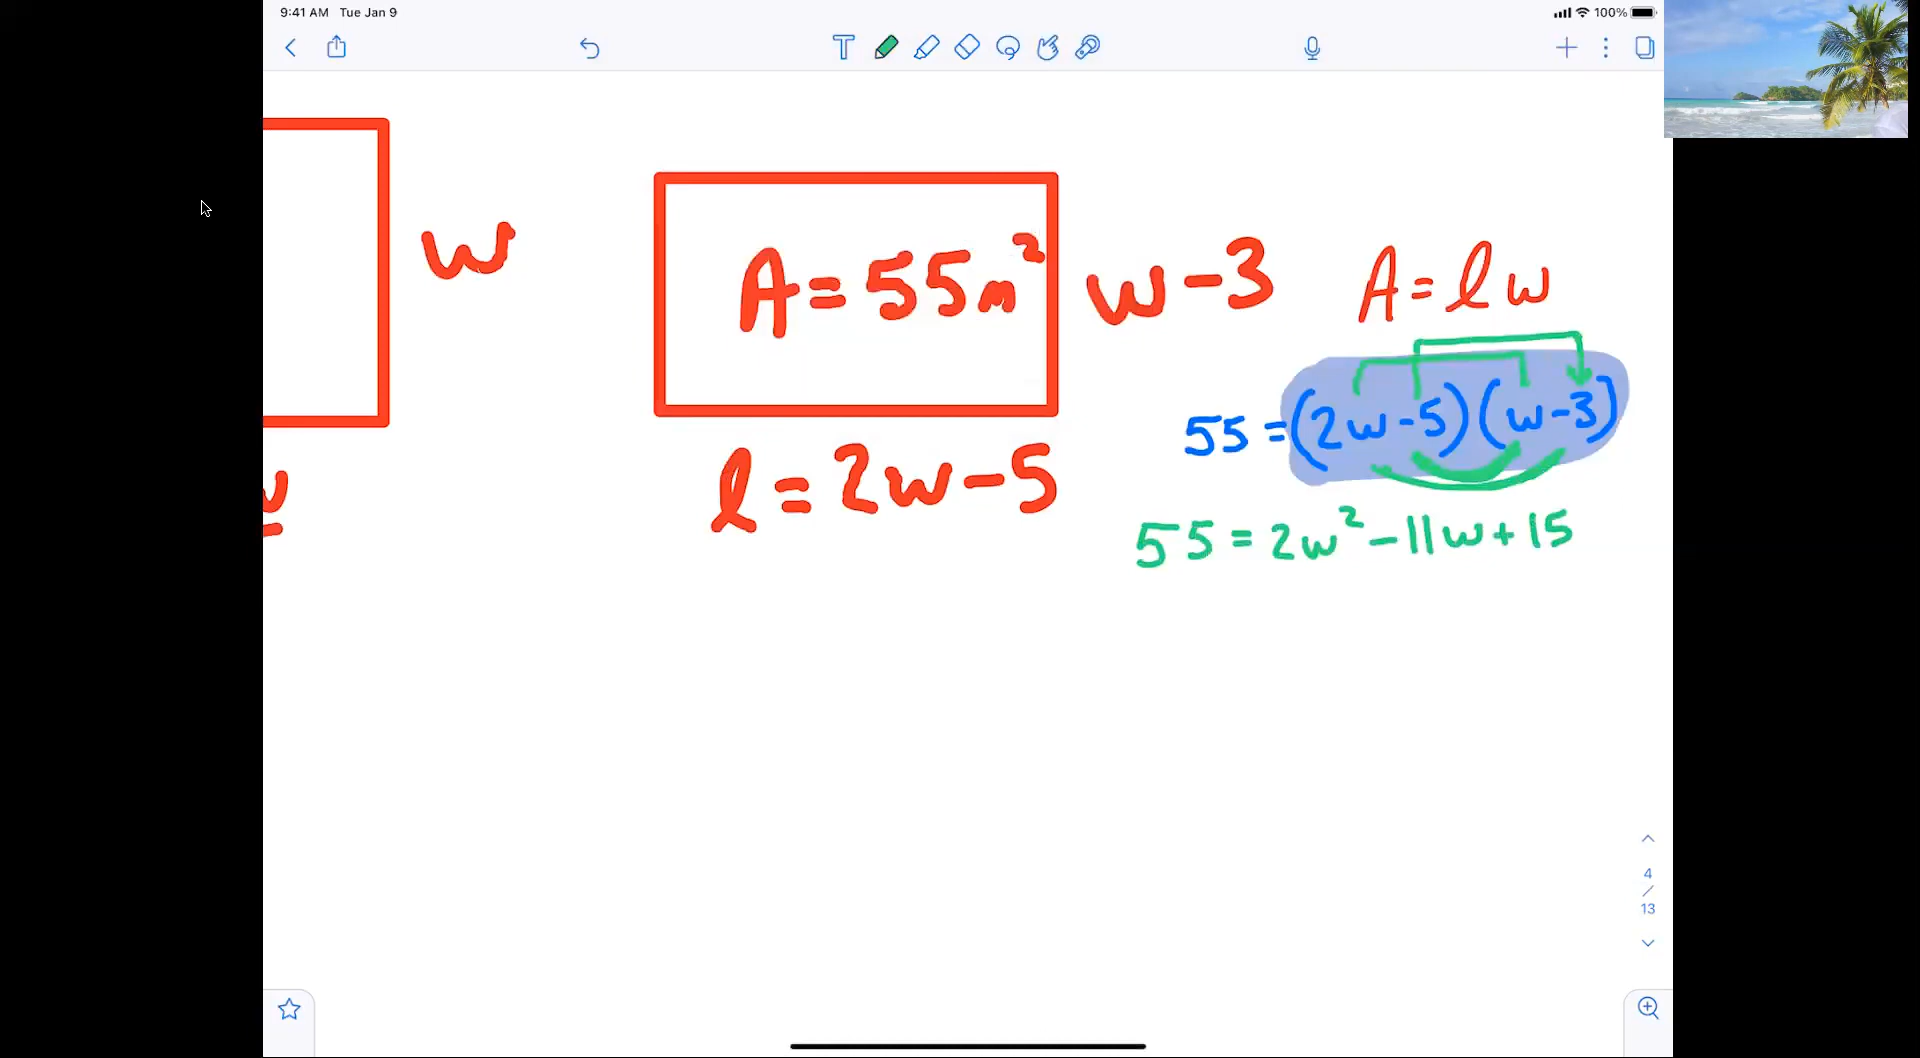 9:41 AM Tue Jan 9
100%
T
w
A = 55m²
w - 3
A = lw
55 = (2w - 5)(w - 3)
l = 2w - 5
55 = 2w² - 11w + 15
4
/
13